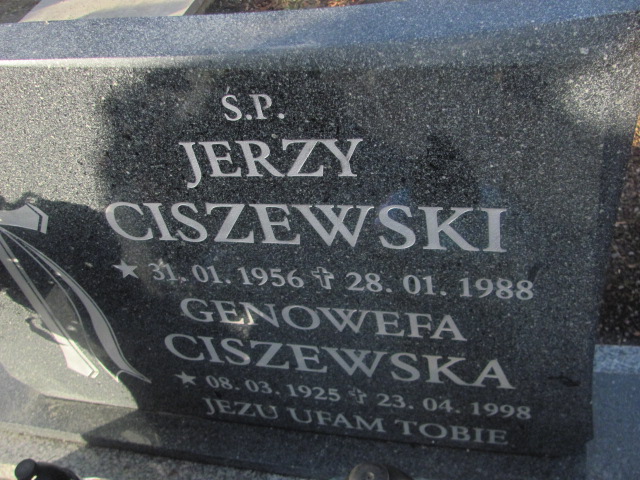 Ś.P.
JERZY
CISZEWSKI
★ 31.01.1956 ✞ 28.01.1988
GENOWEFA
CISZEWSKA
★ 08.03.1925 ✞ 23.04.1998
JEZU UFAM TOBIE